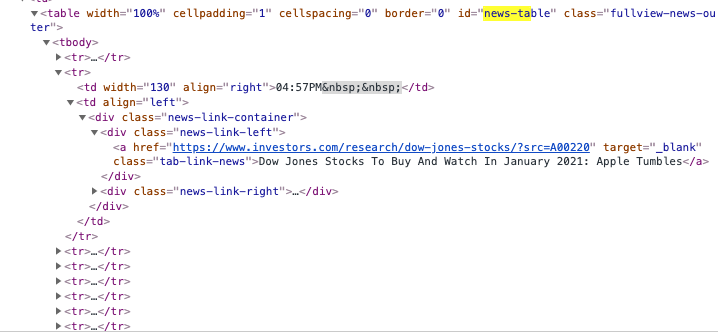 <table width="100%" cellpadding="1" cellspacing="0" border="0" id="news-table" class="fullview-news-ou
ter">
<tbody>
<tr>…</tr>
<tr>
<td width="130" align="right">04:57PM&nbsp;&nbsp;</td>
<td align="left">
<div class="news-link-container">
<div class="news-link-left">
<a href="https://www.investors.com/research/dow-jones-stocks/?src=A00220" target="_blank"
class="tab-link-news">Dow Jones Stocks To Buy And Watch In January 2021: Apple Tumbles</a>
</div>
<div class="news-link-right">…</div>
</div>
</td>
</tr>
<tr>…</tr>
<tr>…</tr>
<tr>…</tr>
<tr>…</tr>
<tr>…</tr>
<tr>…</tr>